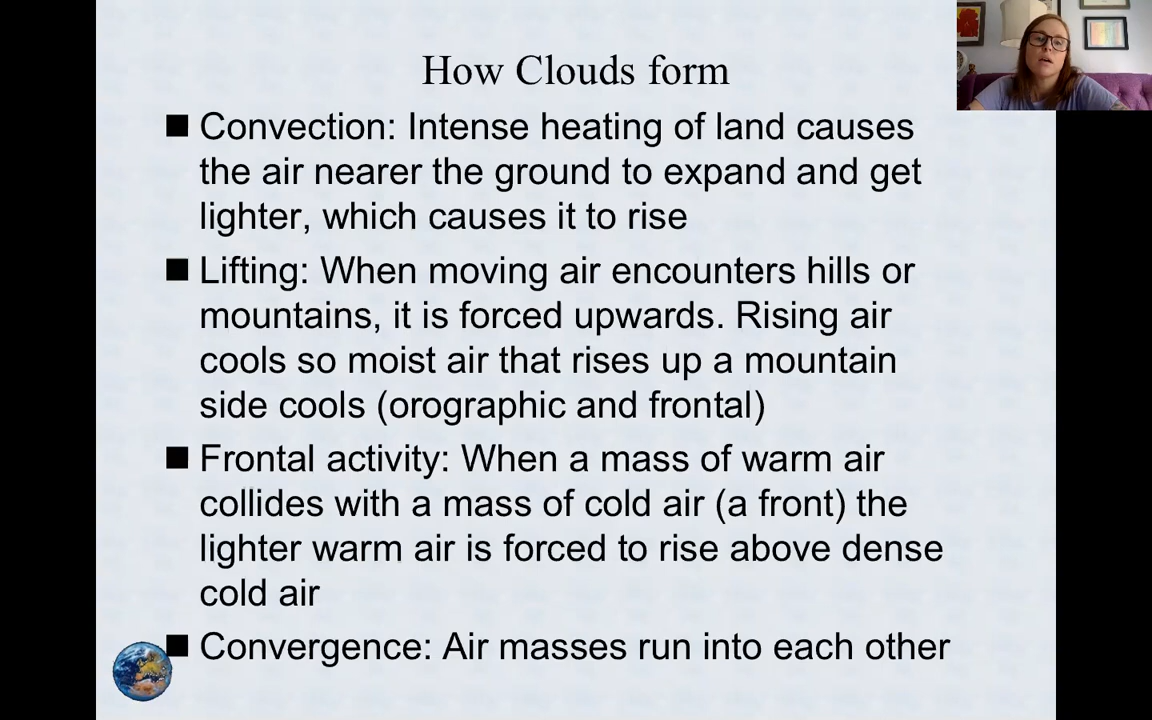 How Clouds form
Convection: Intense heating of land causes
the air nearer the ground to expand and get
lighter, which causes it to rise
Lifting: When moving air encounters hills or
mountains, it is forced upwards. Rising air
cools so moist air that rises up a mountain
side cools (orographic and frontal)
Frontal activity: When a mass of warm air
collides with a mass of cold air (a front) the
lighter warm air is forced to rise above dense
cold air
Convergence: Air masses run into each other